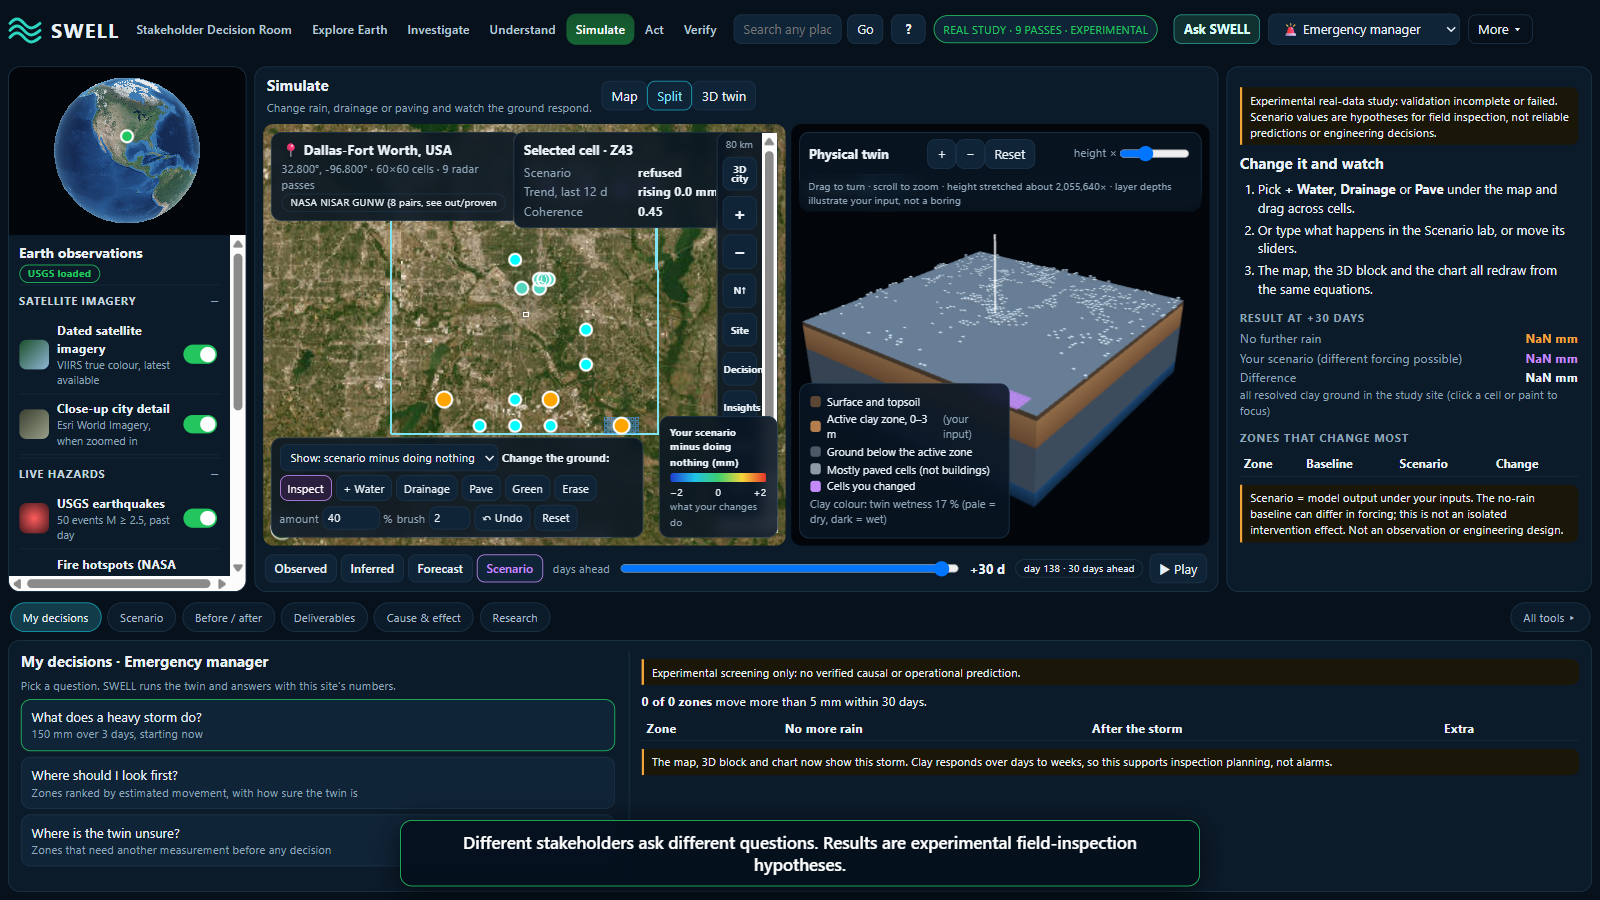 SWELL
Stakeholder Decision Room
Explore Earth
Investigate
Understand
Simulate
Act
Verify
Search any plac
Go
?
REAL STUDY · 9 PASSES · EXPERIMENTAL
Ask SWELL
Emergency manager
More
Earth observations
USGS loaded
SATELLITE IMAGERY
Dated satellite
imagery
VIIRS true colour, latest
available
Close-up city detail
Esri World Imagery,
when zoomed in
LIVE HAZARDS
USGS earthquakes
50 events M ≥ 2.5, past
day
Fire hotspots (NASA
Simulate
Change rain, drainage or paving and watch the ground respond.
Map
Split
3D twin
Dallas-Fort Worth, USA
32.800°, -96.800° · 60×60 cells · 9 radar
passes
NASA NISAR GUNW (8 pairs, see out/proven
Selected cell · Z43
Scenario refused
Trend, last 12 d rising 0.0 mm
Coherence 0.45
80 km
3D
city
+
−
N↑
Site
Decision
Insights
Your scenario
minus doing
nothing (mm)
−2 0 +2
what your changes
do
Show: scenario minus doing nothing
Change the ground:
Inspect
+ Water
Drainage
Pave
Green
Erase
amount 40 % brush 2
Undo
Reset
Physical twin
+
−
Reset
height ×
Drag to turn · scroll to zoom · height stretched about 2,055,640× · layer depths
illustrate your input, not a boring
Surface and topsoil
Active clay zone, 0–3 m (your input)
Ground below the active zone
Mostly paved cells (not buildings)
Cells you changed
Clay colour: twin wetness 17 % (pale =
dry, dark = wet)
Observed
Inferred
Forecast
Scenario
days ahead
+30 d
day 138 · 30 days ahead
▶ Play
Experimental real-data study: validation incomplete or failed.
Scenario values are hypotheses for field inspection, not reliable
predictions or engineering decisions.
Change it and watch
1. Pick + Water, Drainage or Pave under the map and
drag across cells.
2. Or type what happens in the Scenario lab, or move its
sliders.
3. The map, the 3D block and the chart all redraw from
the same equations.
RESULT AT +30 DAYS
No further rain NaN mm
Your scenario (different forcing possible) NaN mm
Difference NaN mm
all resolved clay ground in the study site (click a cell or paint to
focus)
ZONES THAT CHANGE MOST
Zone Baseline Scenario Change
Scenario = model output under your inputs. The no-rain
baseline can differ in forcing; this is not an isolated
intervention effect. Not an observation or engineering design.
My decisions
Scenario
Before / after
Deliverables
Cause & effect
Research
All tools
My decisions · Emergency manager
Pick a question. SWELL runs the twin and answers with this site's numbers.
What does a heavy storm do?
150 mm over 3 days, starting now
Where should I look first?
Zones ranked by estimated movement, with how sure the twin is
Where is the twin unsure?
Zones that need another measurement before any decision
Experimental screening only: no verified causal or operational prediction.
0 of 0 zones move more than 5 mm within 30 days.
Zone No more rain After the storm Extra
The map, 3D block and chart now show this storm. Clay responds over days to weeks, so this supports inspection planning, not alarms.
Different stakeholders ask different questions. Results are experimental field-inspection
hypotheses.